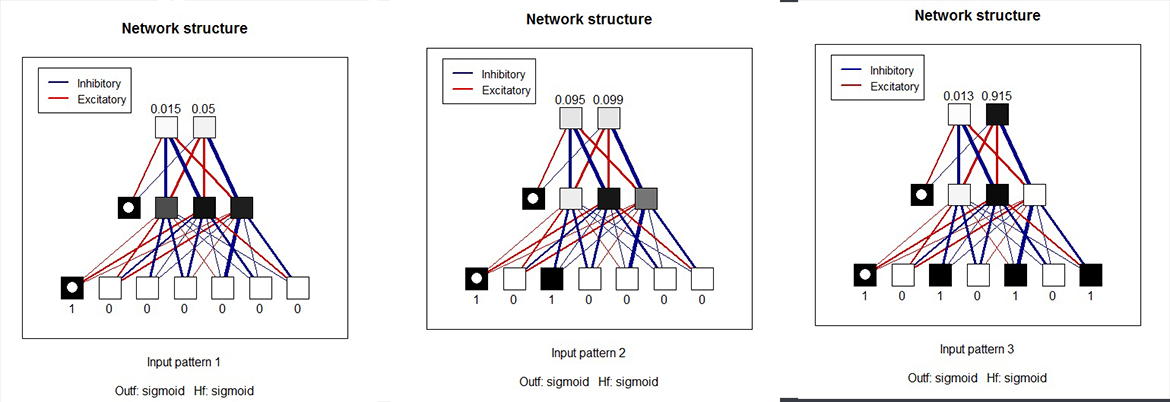 Network structure
Inhibitory
Excitatory
0.015 0.05
1 0 0 0 0 0 0
Input pattern 1
Outf: sigmoid Hf: sigmoid
Network structure
Inhibitory
Excitatory
0.095 0.099
1 0 1 0 0 0 0
Input pattern 2
Outf: sigmoid Hf: sigmoid
Network structure
Inhibitory
Excitatory
0.013 0.915
1 0 1 0 1 0 1
Input pattern 3
Outf: sigmoid Hf: sigmoid